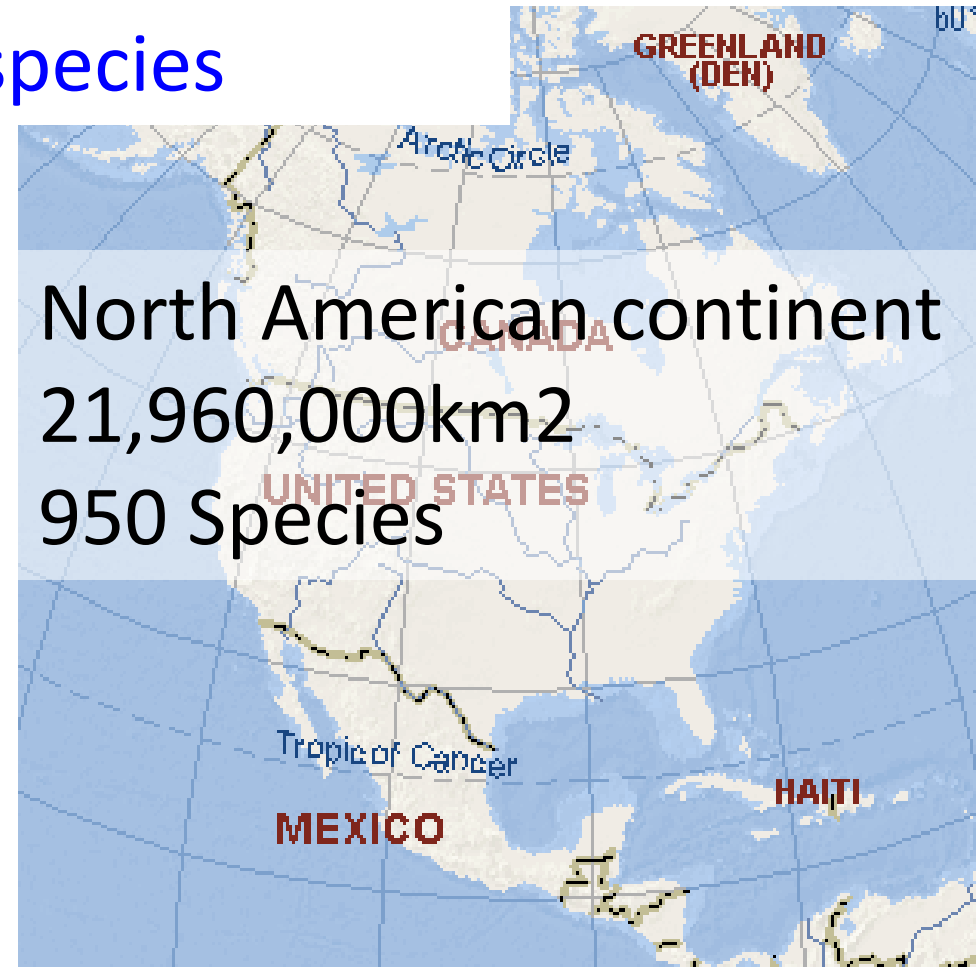 species
60°
GREENLAND
(DEN)
Arctic Circle
North American continent
CANADA
21,960,000km2
UNITED STATES
950 Species
Tropic of Cancer
HAITI
MEXICO